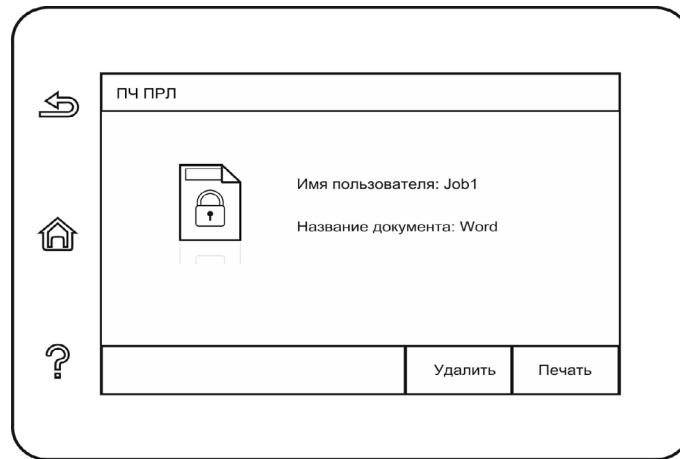 ПЧ ПРЛ
Имя пользователя: Job1
Название документа: Word
Удалить Печать